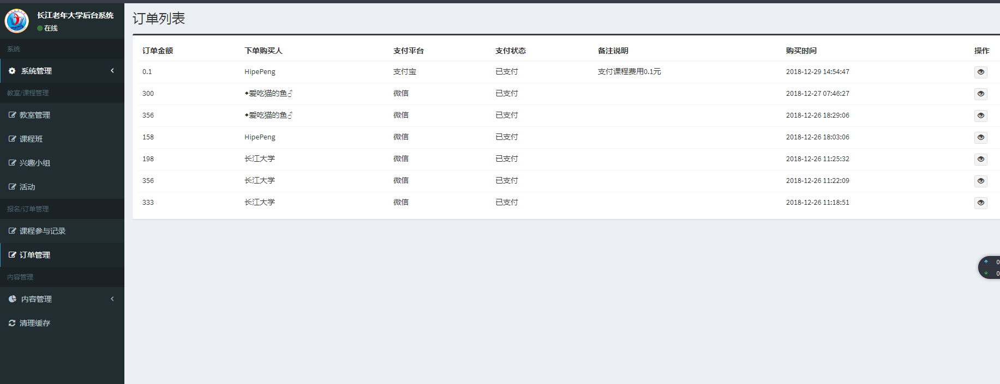 长江老年大学后台系统
在线
系统
系统管理
教室/课程管理
教室管理
课程班
兴趣小组
活动
报名/订单管理
课程参与记录
订单管理
内容管理
内容管理
清理缓存
订单列表
订单金额 下单购买人 支付平台 支付状态 备注说明 购买时间 操作
0.1 HipePeng 支付宝 已支付 支付课程费用0.1元 2018-12-29 14:54:47
300 ◆爱吃猫的鱼♂ 微信 已支付 2018-12-27 07:46:27
356 ◆爱吃猫的鱼♂ 微信 已支付 2018-12-26 18:29:06
158 HipePeng 微信 已支付 2018-12-26 18:03:06
198 长江大学 微信 已支付 2018-12-26 11:25:32
356 长江大学 微信 已支付 2018-12-26 11:22:09
333 长江大学 微信 已支付 2018-12-26 11:18:51
0
0